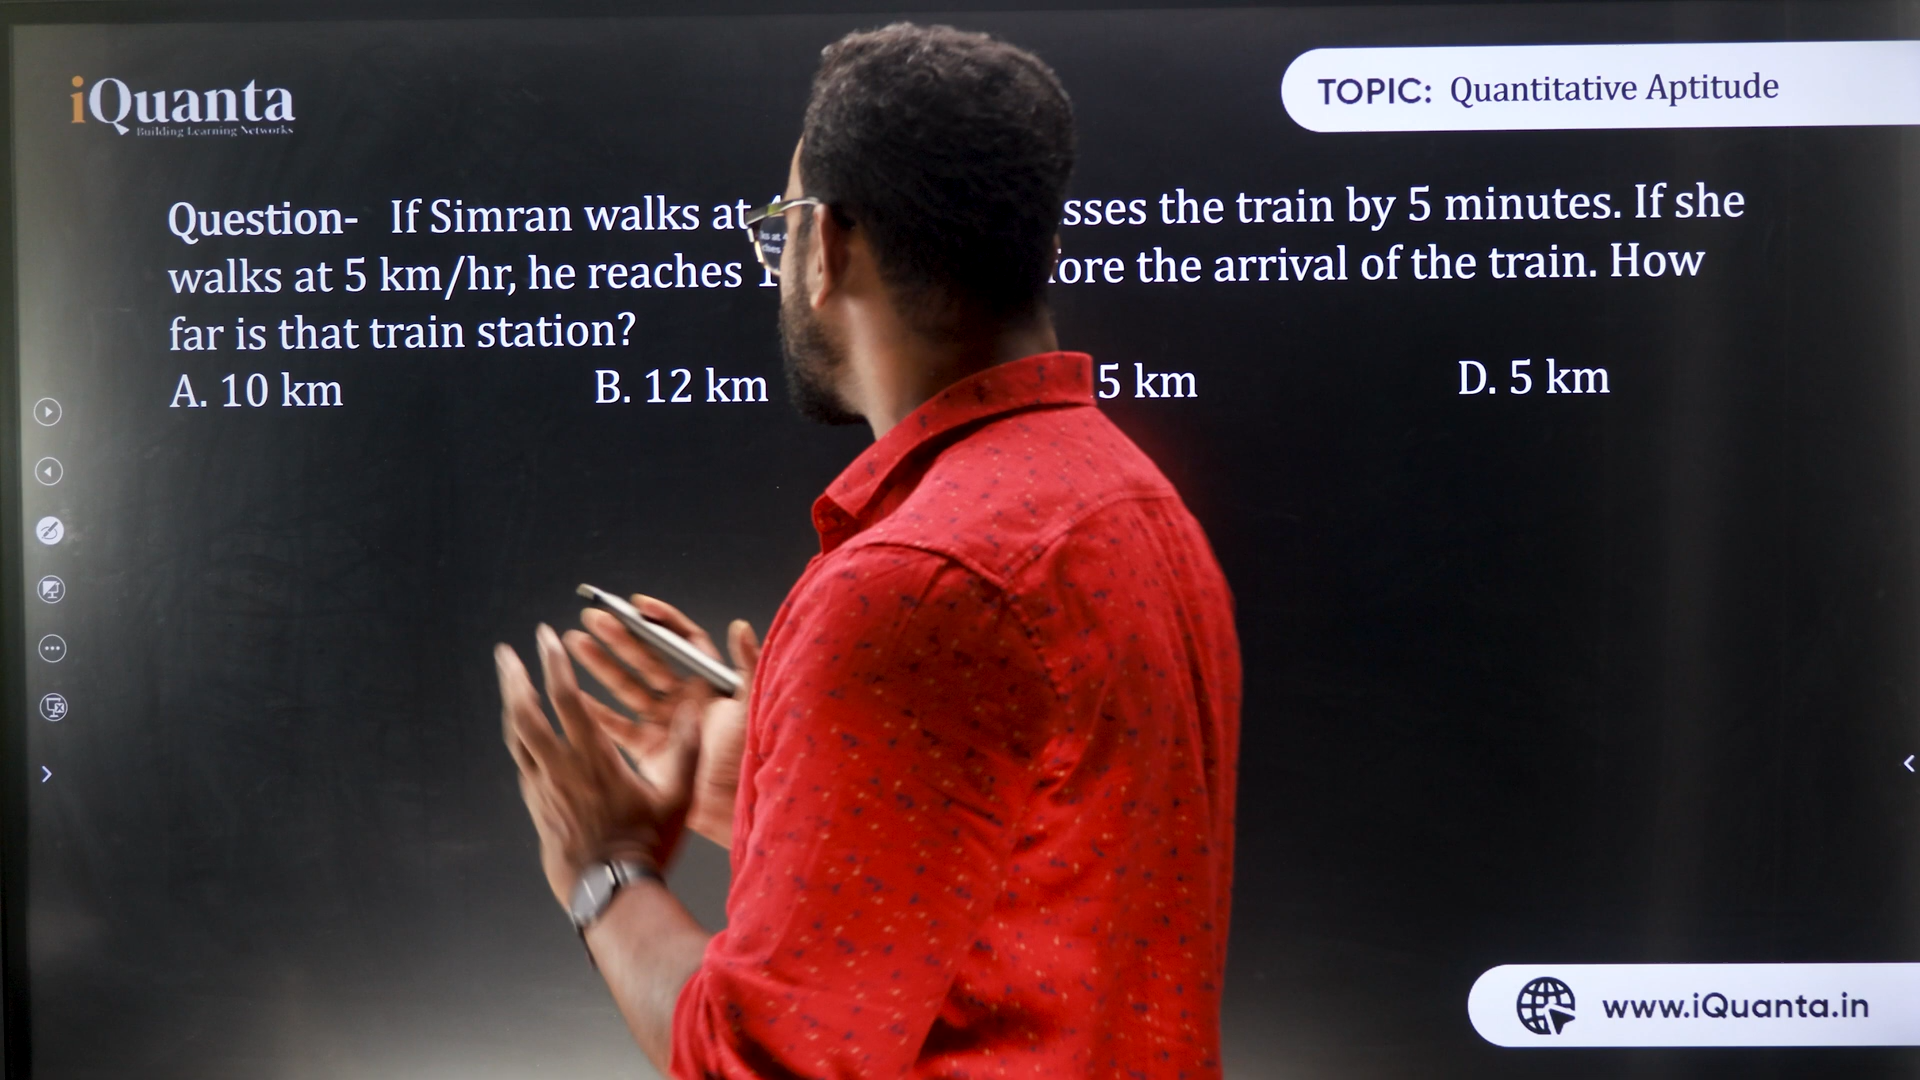 iQuanta
Building Learning Networks
TOPIC: Quantitative Aptitude
Question- If Simran walks at the train by 5 minutes. If she
walks at 5 km/hr, he reaches the arrival of the train. How
far is that train station?
A. 10 km B. 12 km 5 km D. 5 km
www.iQuanta.in